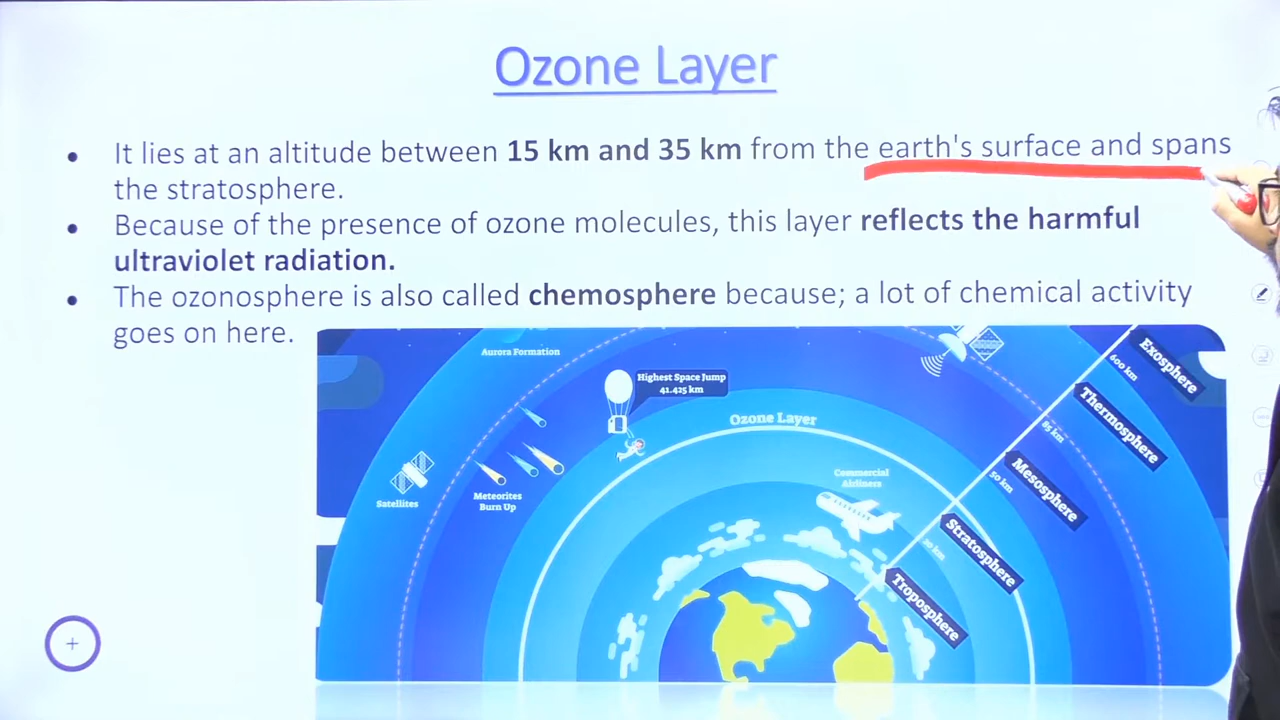 Ozone Layer
• It lies at an altitude between 15 km and 35 km from the earth's surface and spans
the stratosphere.
• Because of the presence of ozone molecules, this layer reflects the harmful
ultraviolet radiation.
• The ozonosphere is also called chemosphere because; a lot of chemical activity
goes on here.
Aurora Formation
Exosphere
600 km
Highest Space Jump
41.425 km
Thermosphere
Ozone Layer
85 km
Mesosphere
Commercial
Airliners
50 km
Satellites
Meteorites
Burn Up
Stratosphere
20 km
Troposphere